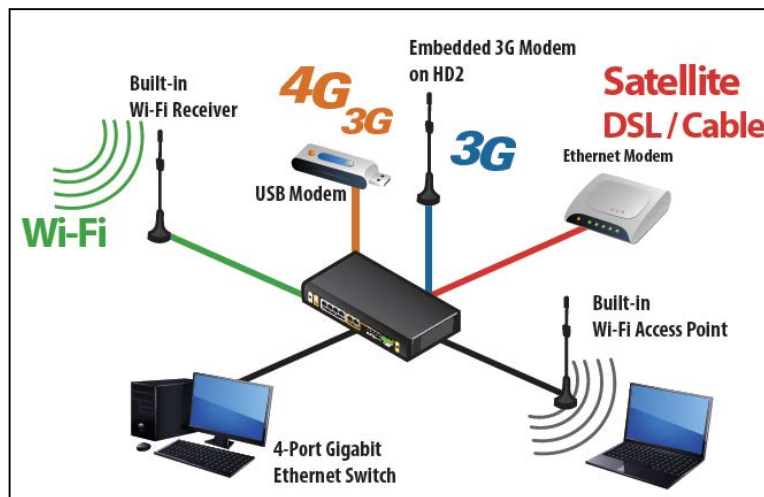 Embedded 3G Modem
on HD2
Built-in
Wi-Fi Receiver
4G
3G
3G
Satellite
DSL / Cable
Ethernet Modem
USB Modem
Wi-Fi
Built-in
Wi-Fi Access Point
4-Port Gigabit
Ethernet Switch